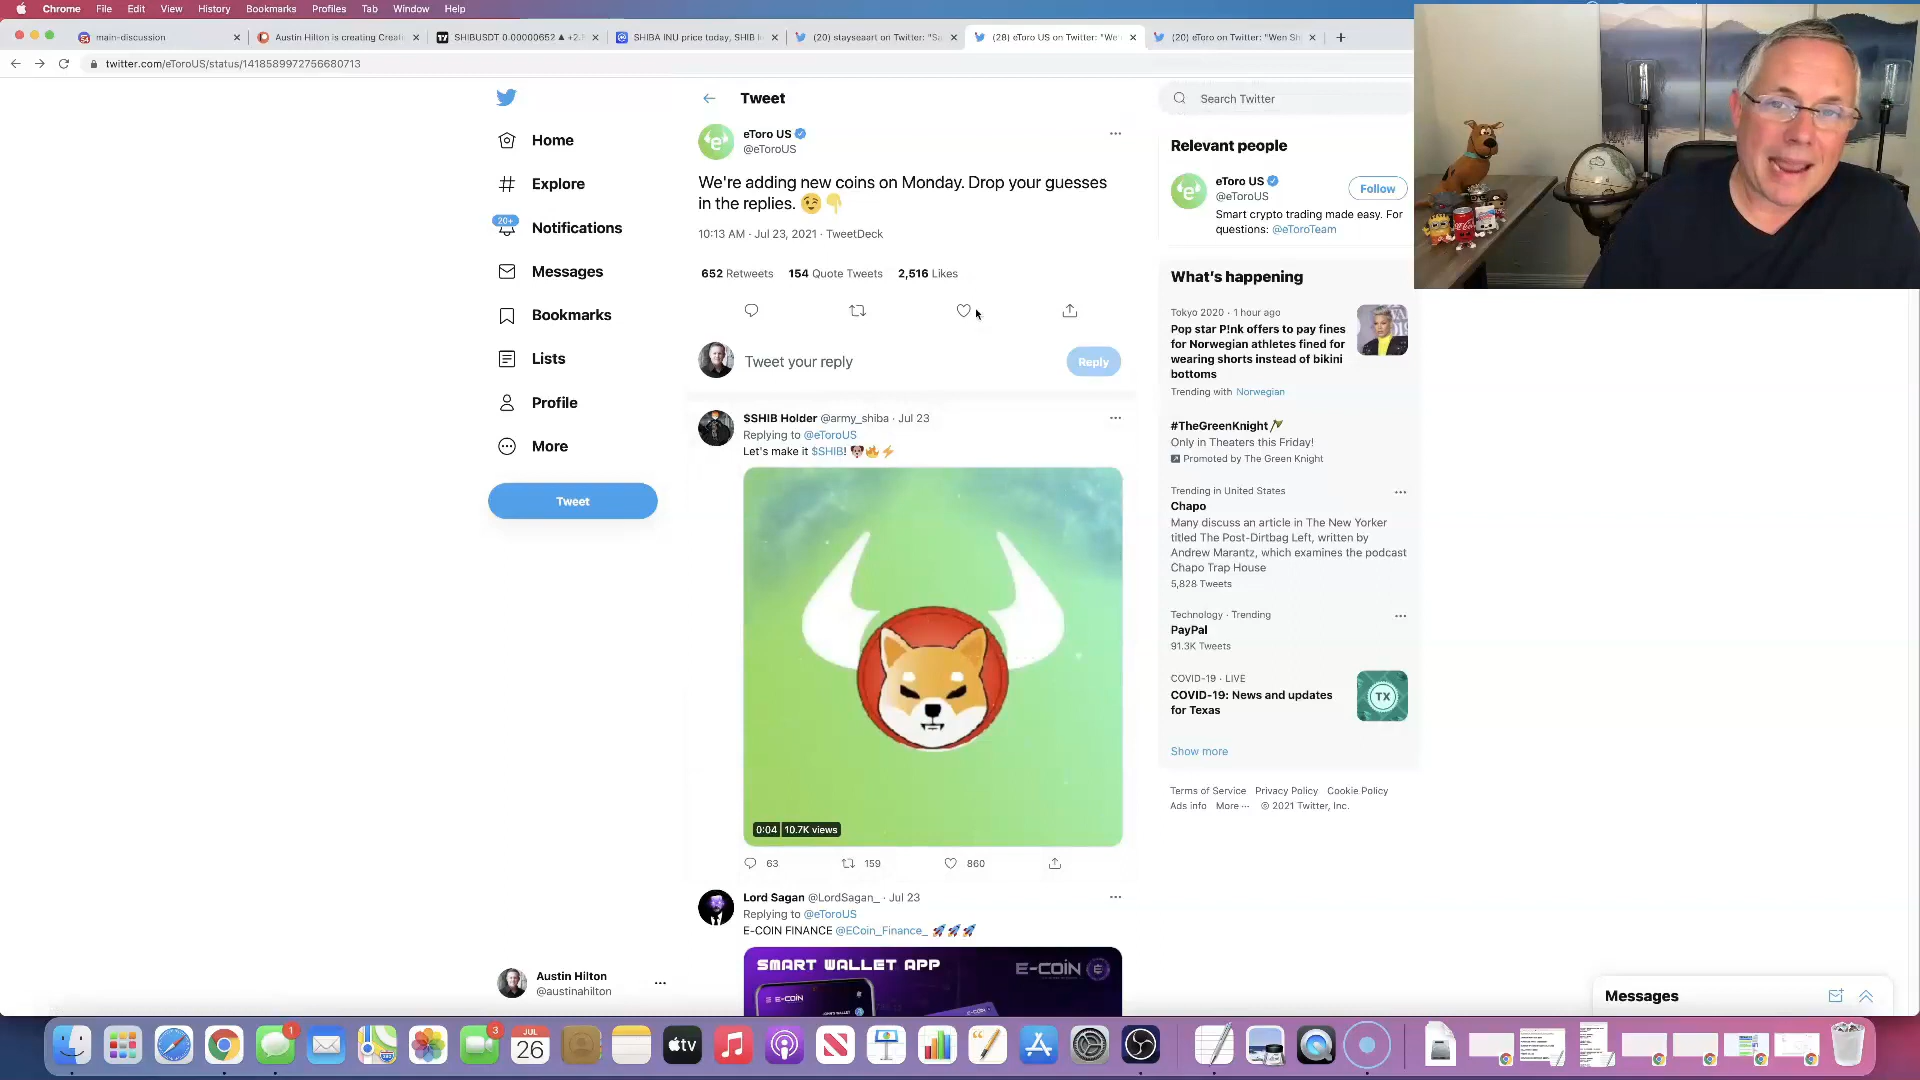 Chrome File Edit View History Bookmarks Profiles Tab Window Help
main-discussion
Austin Hilton is creating Creati
SHIBUSDT 0.00000652 ▲ +2.
SHIBA INU price today, SHIB
(20) stayseaart on Twitter: "S
(28) eToro US on Twitter: "We'
(20) eToro on Twitter: "Wen Sh
twitter.com/eToroUS/status/1418589972756680713
20+
Home
Explore
Notifications
Messages
Bookmarks
Lists
Profile
More
Tweet
Austin Hilton
@austinahilton
Tweet
eToro US
@eToroUS
We're adding new coins on Monday. Drop your guesses
in the replies. 😉👇
10:13 AM · Jul 23, 2021 · TweetDeck
652 Retweets 154 Quote Tweets 2,516 Likes
Tweet your reply
Reply
$SHIB Holder @army_shiba · Jul 23
Replying to @eToroUS
Let's make it $SHIB! 🐶🔥⚡
0:04 10.7K views
63 159 860
Lord Sagan @LordSagan_ · Jul 23
Replying to @eToroUS
E-COIN FINANCE @ECoin_Finance_ 🚀🚀🚀
SMART WALLET APP
E-COIN
E-COIN
Search Twitter
Relevant people
eToro US
@eToroUS
Follow
Smart crypto trading made easy. For
questions: @eToroTeam
What's happening
Tokyo 2020 · 1 hour ago
Pop star P!nk offers to pay fines
for Norwegian athletes fined for
wearing shorts instead of bikini
bottoms
Trending with Norwegian
#TheGreenKnight
Only in Theaters this Friday!
Promoted by The Green Knight
Trending in United States
Chapo
Many discuss an article in The New Yorker
titled The Post-Dirtbag Left, written by
Andrew Marantz, which examines the podcast
Chapo Trap House
5,828 Tweets
Technology · Trending
PayPal
91.3K Tweets
COVID-19 · LIVE
COVID-19: News and updates
for Texas
TX
Show more
Terms of Service Privacy Policy Cookie Policy
Ads info More ··· © 2021 Twitter, Inc.
Messages
1
3
JUL
26
tv